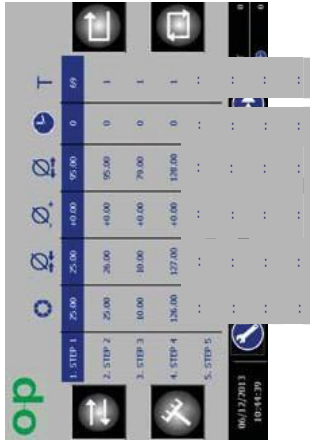 op
T
1. STEP 1 25.00 25.00 +0.00 95.00 0 69
2. STEP 2 25.00 26.00 +0.00 95.00 0 1
3. STEP 3 10.00 10.00 +0.00 79.00 0 1
4. STEP 4 126.00 127.00 +0.00 128.00 0 1
5. STEP 5 : : : : : :
: : : : : :
: : : : : :
: : : : : :
06/12/2013
10:44:39
0
0